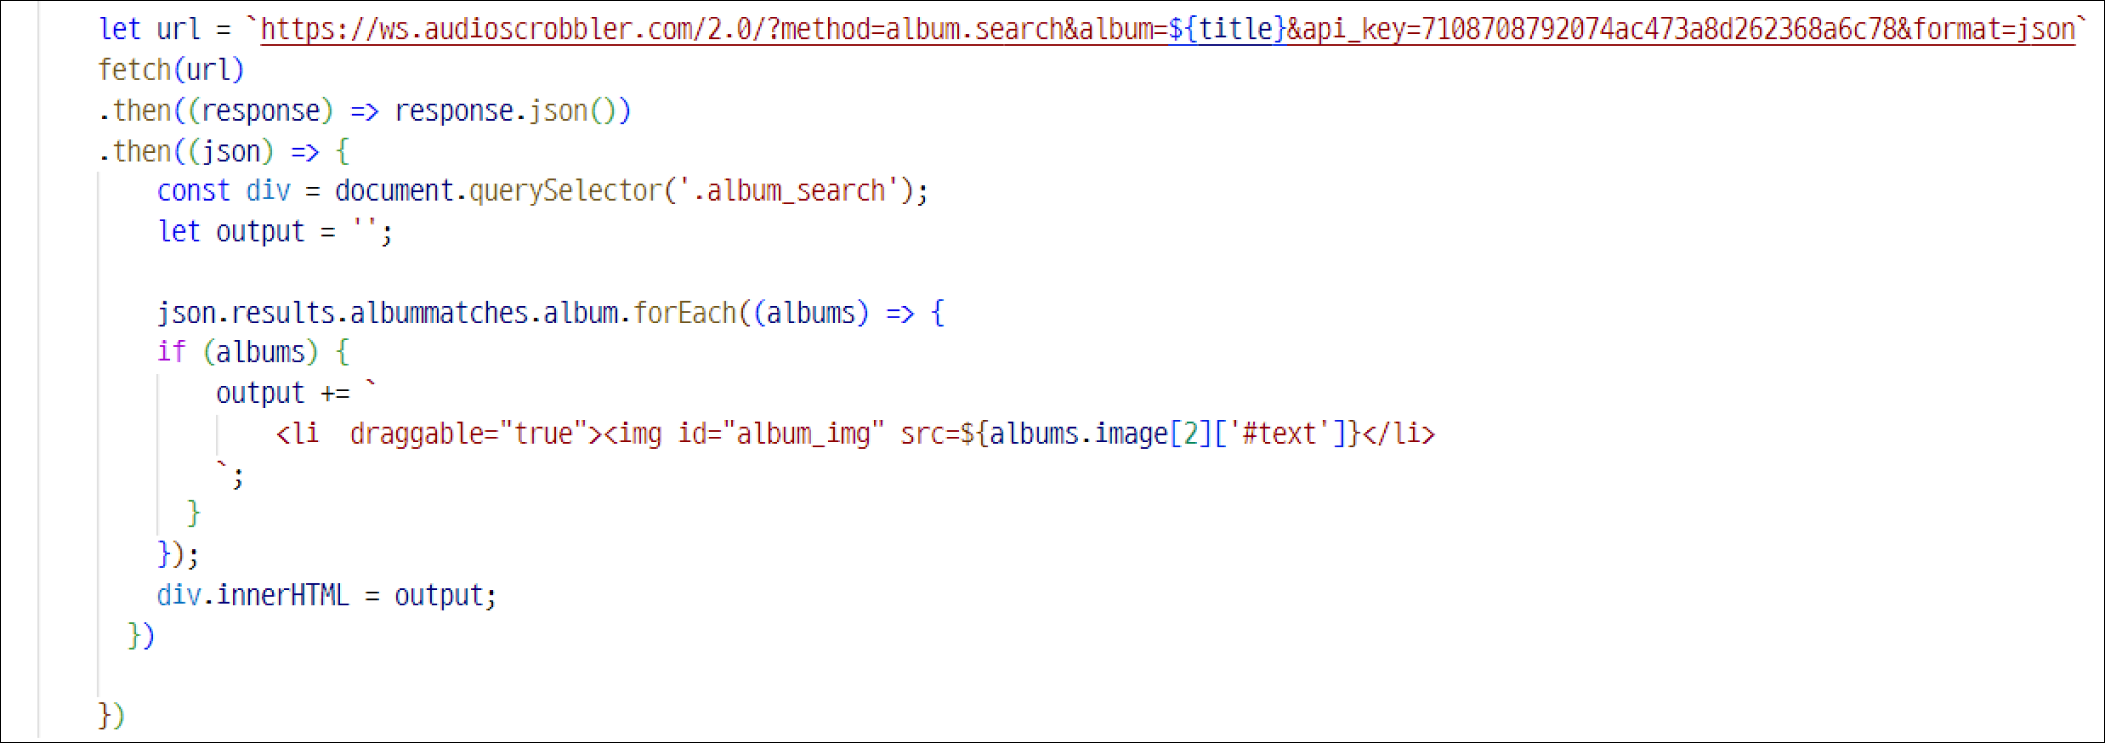 let url = `https://ws.audioscrobbler.com/2.0/?method=album.search&album=${title}&api_key=7108708792074ac473a8d262368a6c78&format=json`
fetch(url)
.then((response) => response.json())
.then((json) => {
const div = document.querySelector('.album_search');
let output = '';
json.results.albummatches.album.forEach((albums) => {
if (albums) {
output += `
<li  draggable="true"><img id="album_img" src=${albums.image[2]['#text']}</li>
`;
}
});
div.innerHTML = output;
})
})